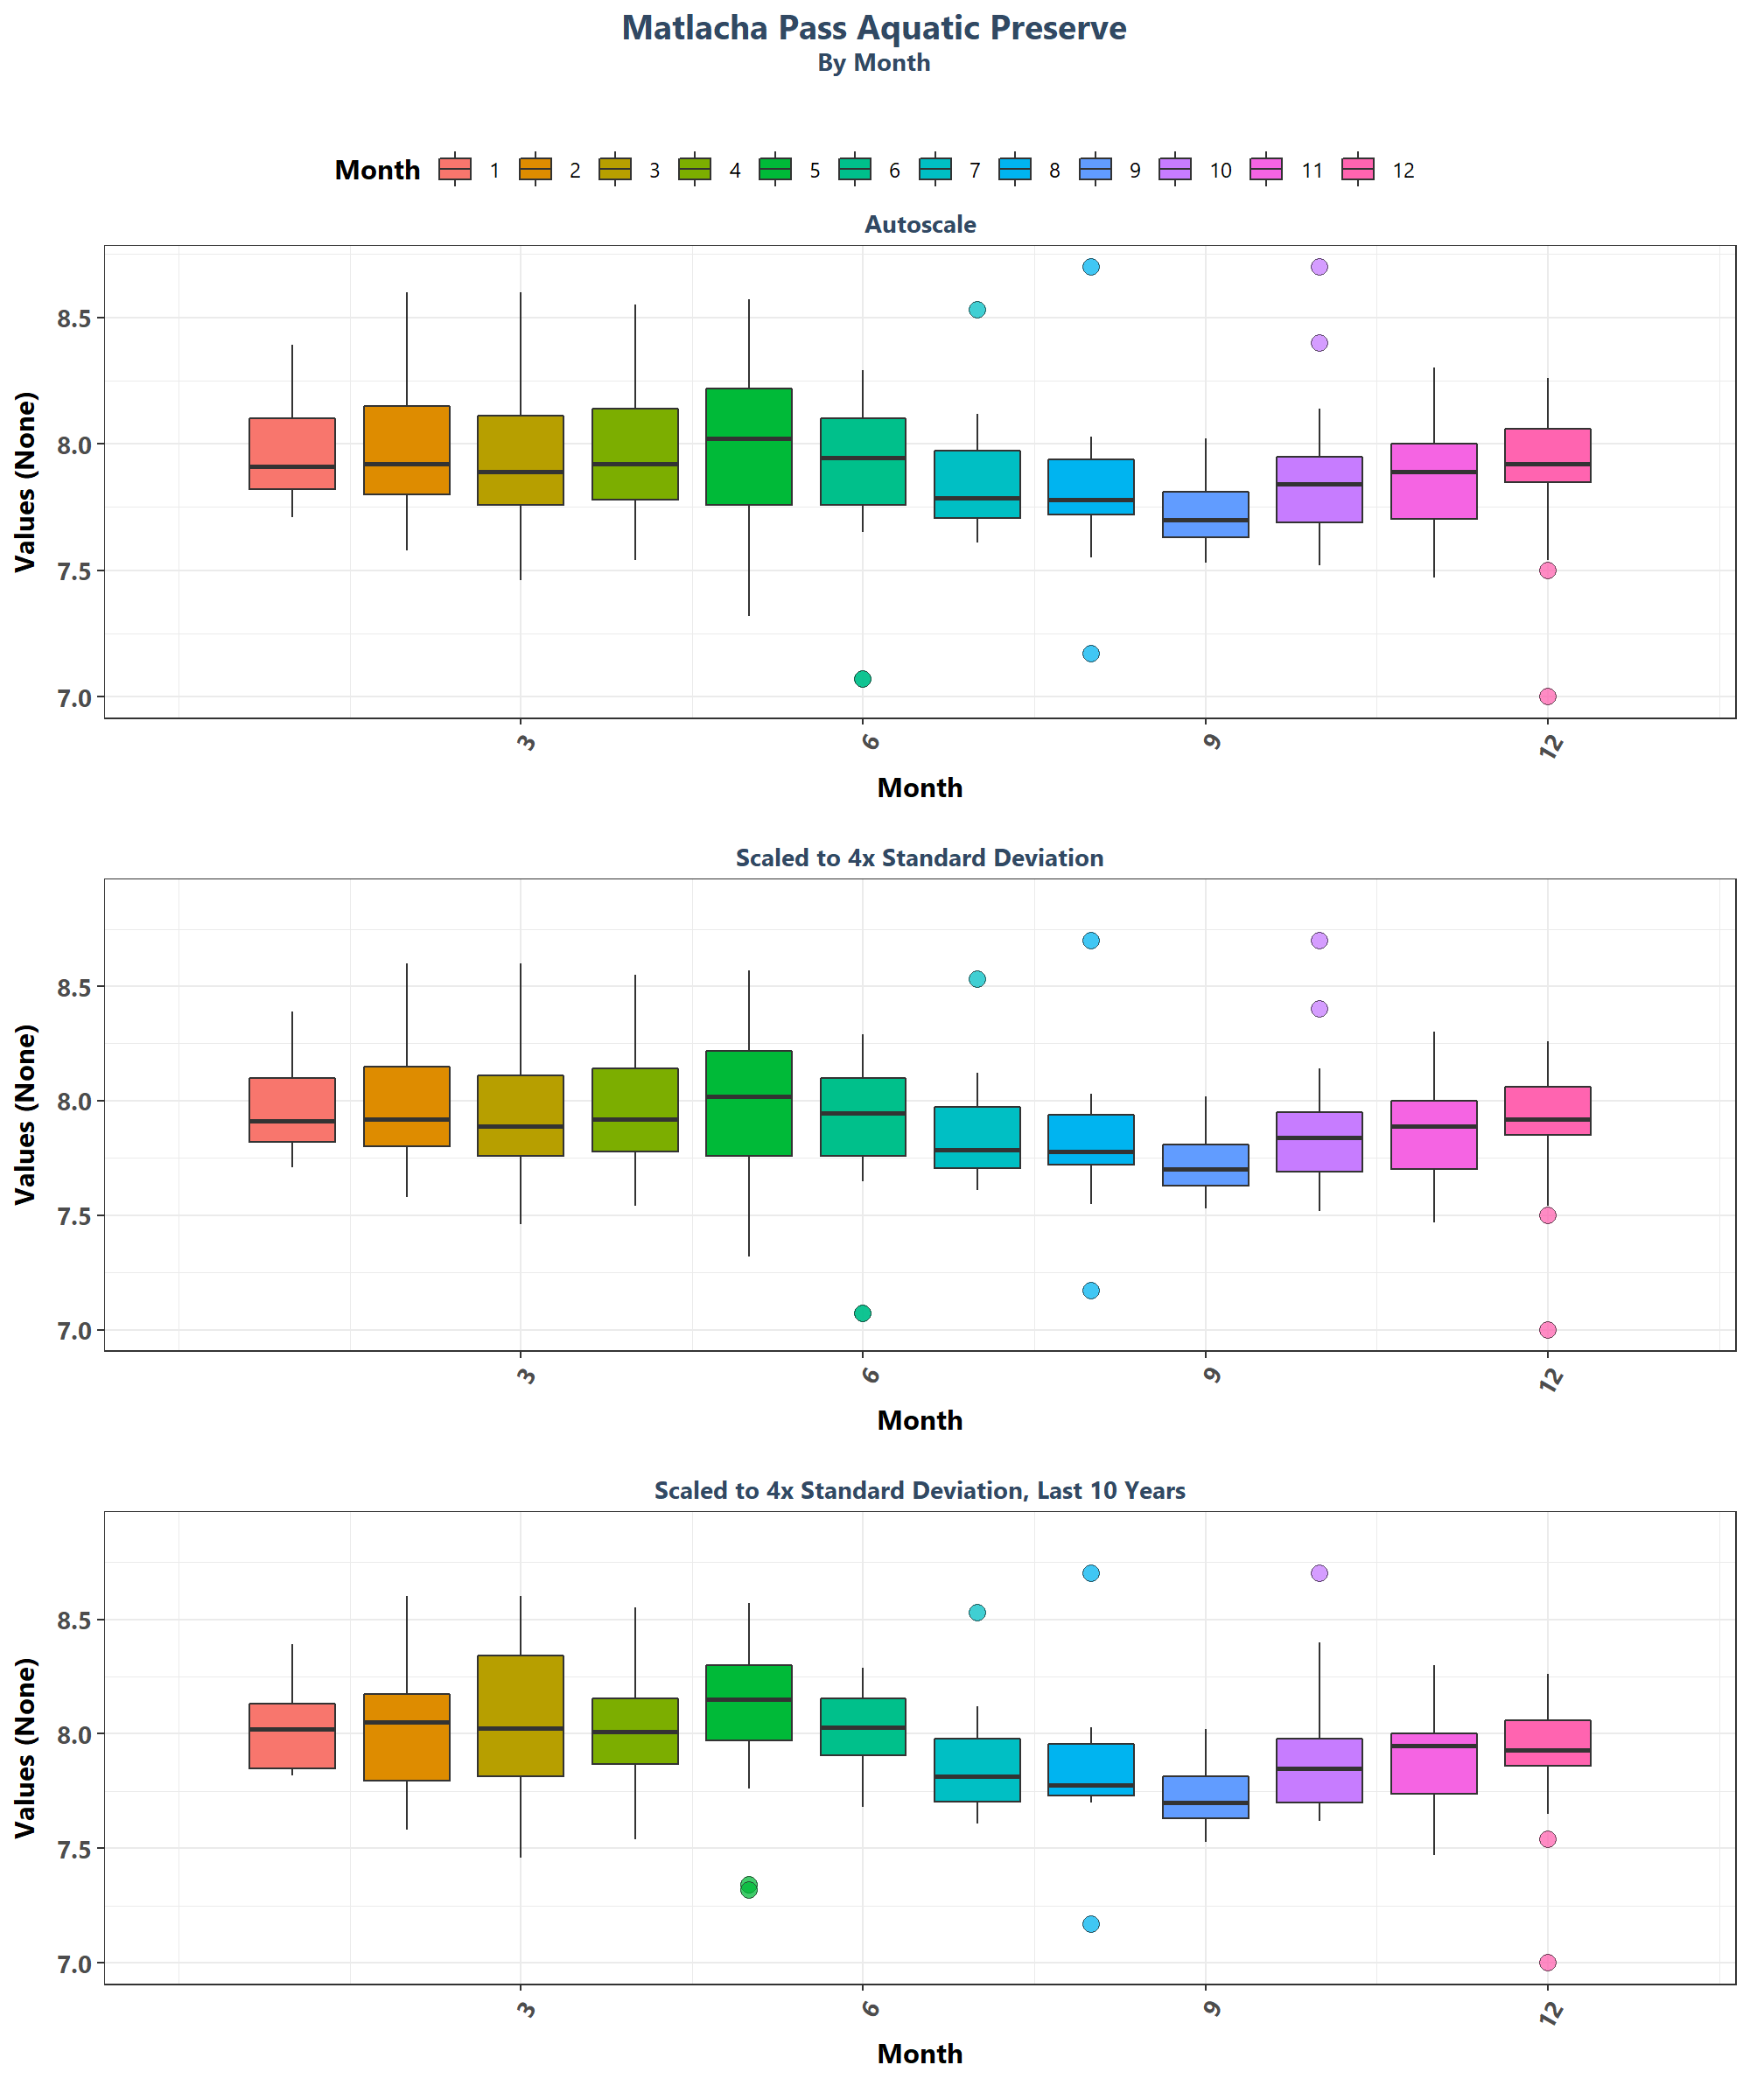 Matlacha Pass Aquatic Preserve
By Month
Month 1 2 3 4 5 6 7 8 9 10 11 12
Autoscale
Values (None)
8.5
8.0
7.5
7.0
3 6 9 12
Month
Scaled to 4x Standard Deviation
Values (None)
8.5
8.0
7.5
7.0
3 6 9 12
Month
Scaled to 4x Standard Deviation, Last 10 Years
Values (None)
8.5
8.0
7.5
7.0
3 6 9 12
Month